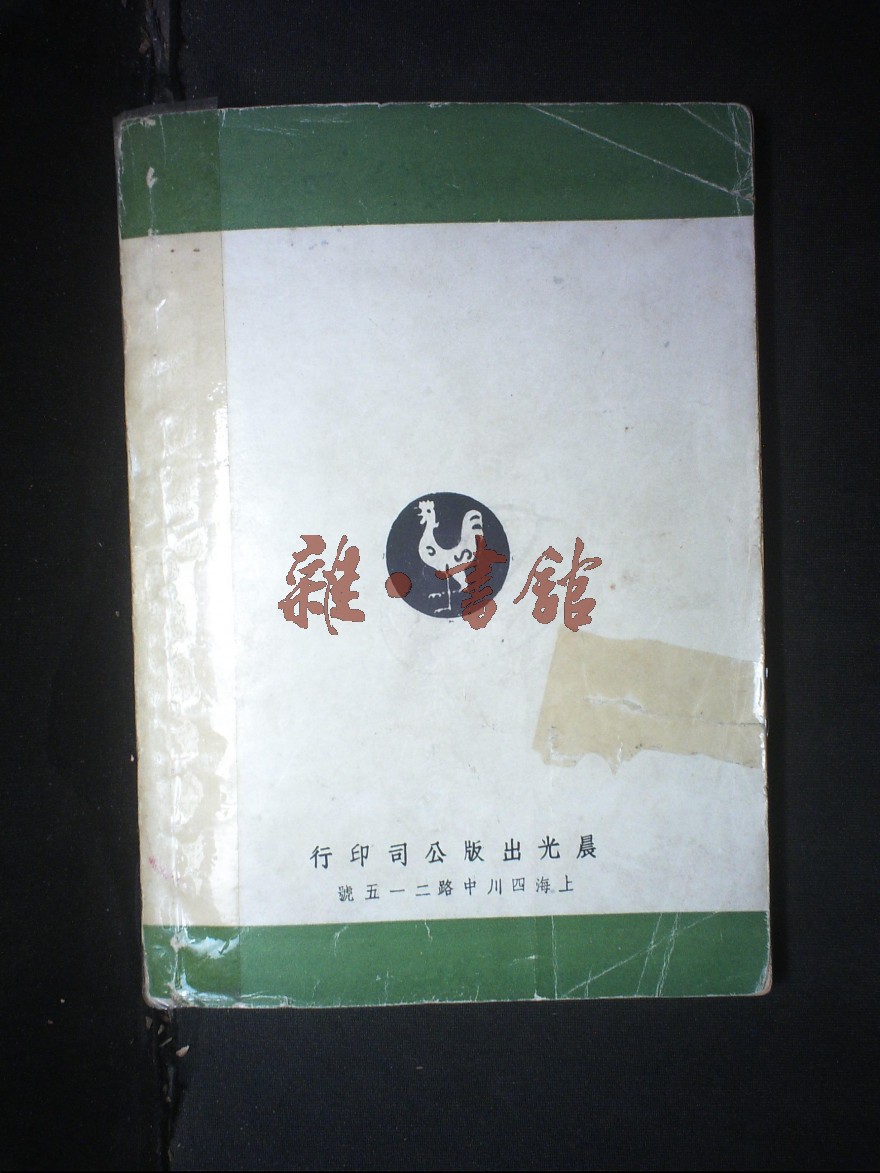 雜·書館
晨光出版公司印行
上海四川中路二一五號